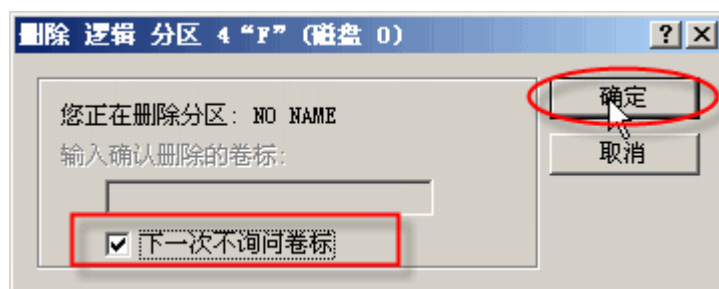 删除 逻辑 分区 4 “F” (磁盘 0)
您正在删除分区: NO NAME
输入确认删除的卷标:
下一次不询问卷标
确定
取消